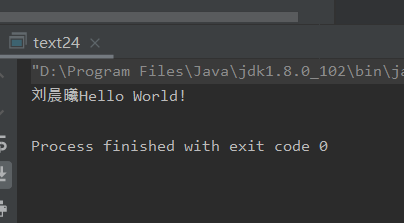 text24
"D:\Program Files\Java\jdk1.8.0_102\bin\ja
刘晨曦Hello World!
Process finished with exit code 0